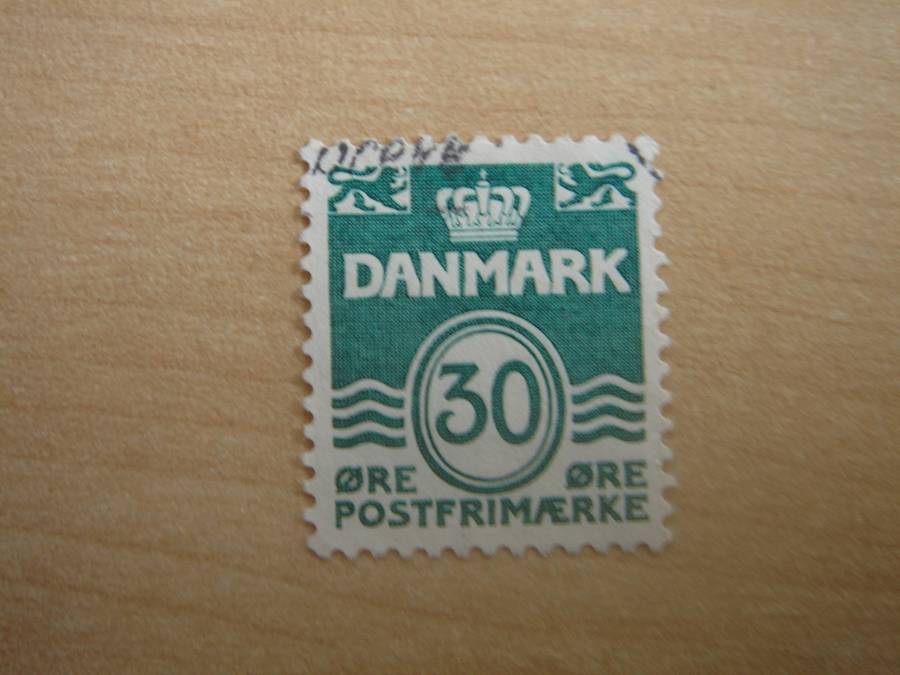 DANMARK
30
ØRE ØRE
POSTFRIMÆRKE